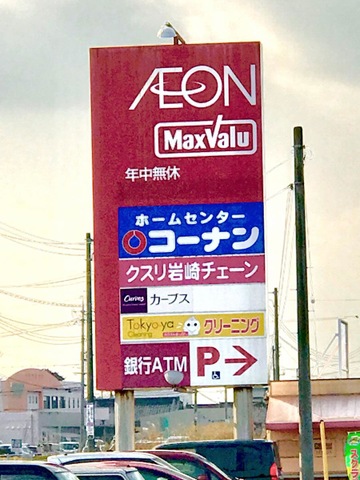 ÆON
MaxValu
年中無休
ホームセンター
コーナン
クスリ岩崎チェーン
Curves カーブス
Tokyo-ya クリーニング
Cleaning
銀行ATM P→